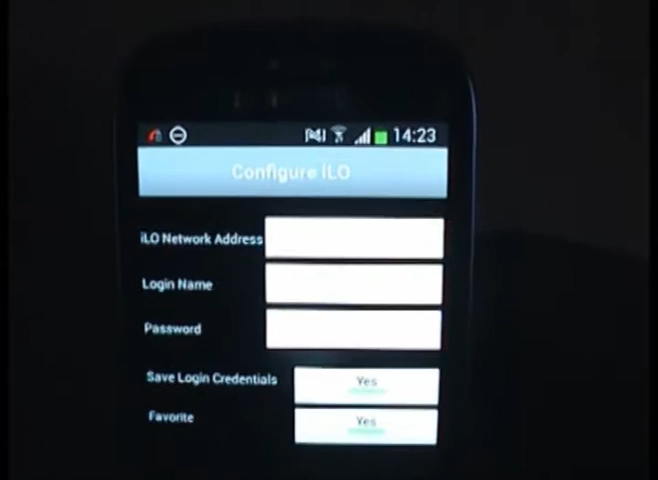 14:23
Configure iLO
iLO Network Address
Login Name
Password
Save Login Credentials Yes
Favorite Yes